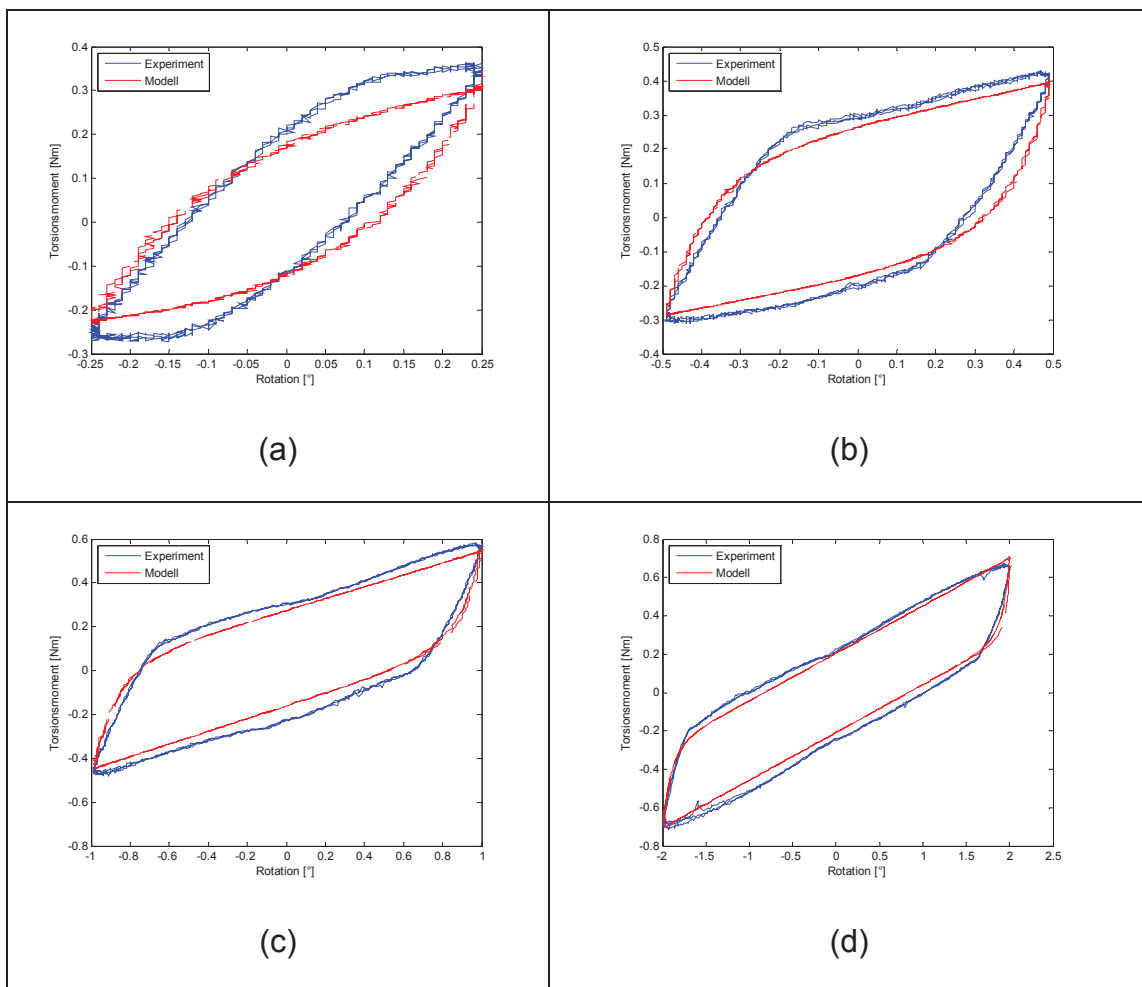 Experiment
Modell
Torsionsmoment [Nm]
0.4
0.3
0.2
0.1
0
-0.1
-0.2
-0.3
-0.25 -0.2 -0.15 -0.1 -0.05 0 0.05 0.1 0.15 0.2 0.25
Rotation [°]
(a)
Experiment
Modell
Torsionsmoment [Nm]
0.5
0.4
0.3
0.2
0.1
0
-0.1
-0.2
-0.3
-0.4
-0.5 -0.4 -0.3 -0.2 -0.1 0 0.1 0.2 0.3 0.4 0.5
Rotation [°]
(b)
Experiment
Modell
Torsionsmoment [Nm]
0.6
0.4
0.2
0
-0.2
-0.4
-0.6
-0.8
-1 -0.8 -0.6 -0.4 -0.2 0 0.2 0.4 0.6 0.8 1
Rotation [°]
(c)
Experiment
Modell
Torsionsmoment [Nm]
0.8
0.6
0.4
0.2
0
-0.2
-0.4
-0.6
-0.8
-2 -1.5 -1 -0.5 0 0.5 1 1.5 2 2.5
Rotation [°]
(d)